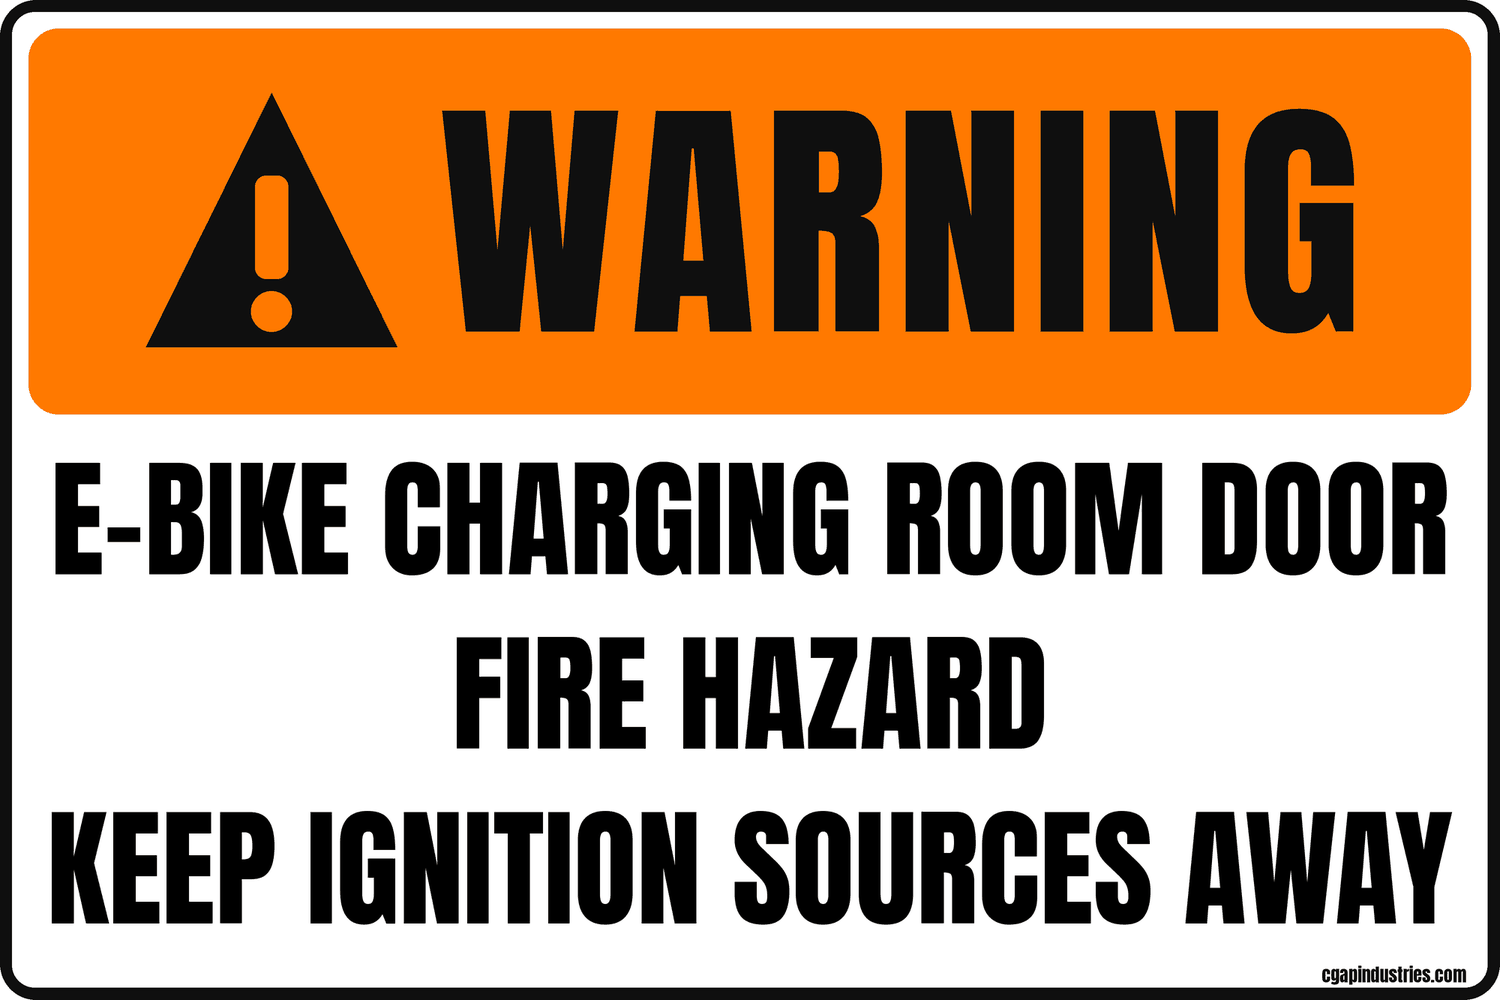 WARNING
E-BIKE CHARGING ROOM DOOR
FIRE HAZARD
KEEP IGNITION SOURCES AWAY
cgapindustries.com